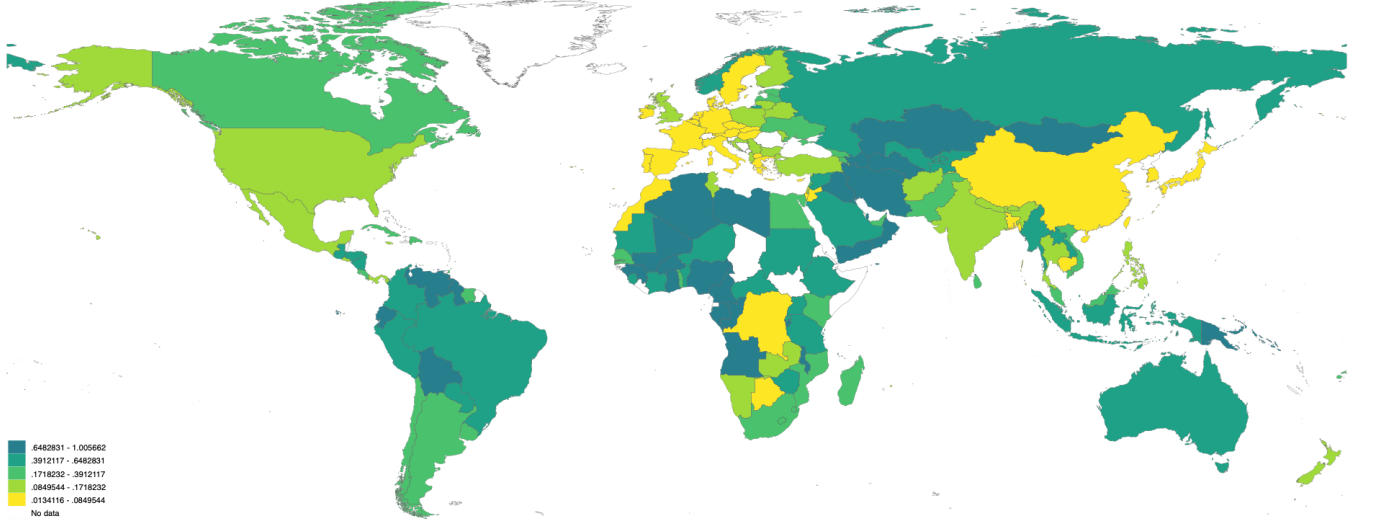 .6482831 - 1.005662
.3912117 - .6482831
.1718232 - .3912117
.0849544 - .1718232
.0134116 - .0849544
No data